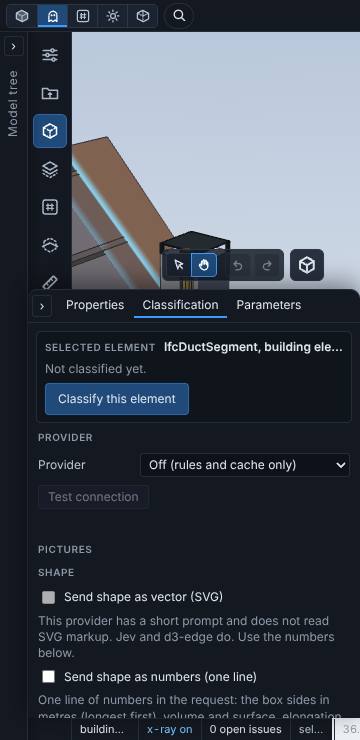 Model tree
Properties
Classification
Parameters
SELECTED ELEMENT IfcDuctSegment, building ele...
Not classified yet.
Classify this element
PROVIDER
Provider
Off (rules and cache only)
Test connection
PICTURES
SHAPE
Send shape as vector (SVG)
This provider has a short prompt and does not read
SVG markup. Jev and d3-edge do. Use the numbers
below.
Send shape as numbers (one line)
One line of numbers in the request: the box sides in
metres (longest first), volume and surface, elongation
buildin...
x-ray on
0 open issues
sel...
36.